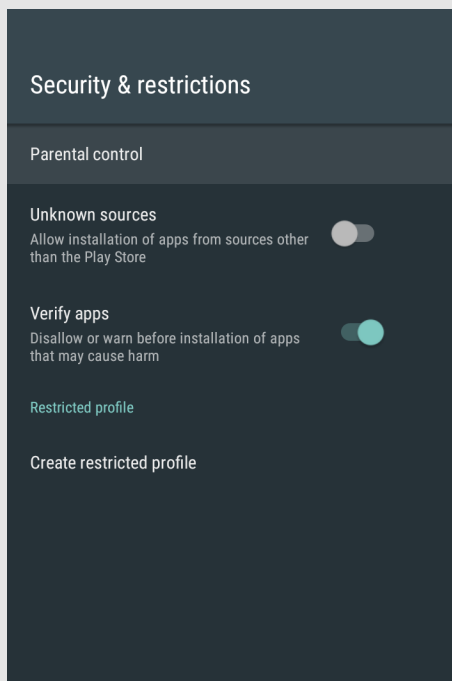 Security & restrictions
Parental control
Unknown sources
Allow installation of apps from sources other
than the Play Store
Verify apps
Disallow or warn before installation of apps
that may cause harm
Restricted profile
Create restricted profile